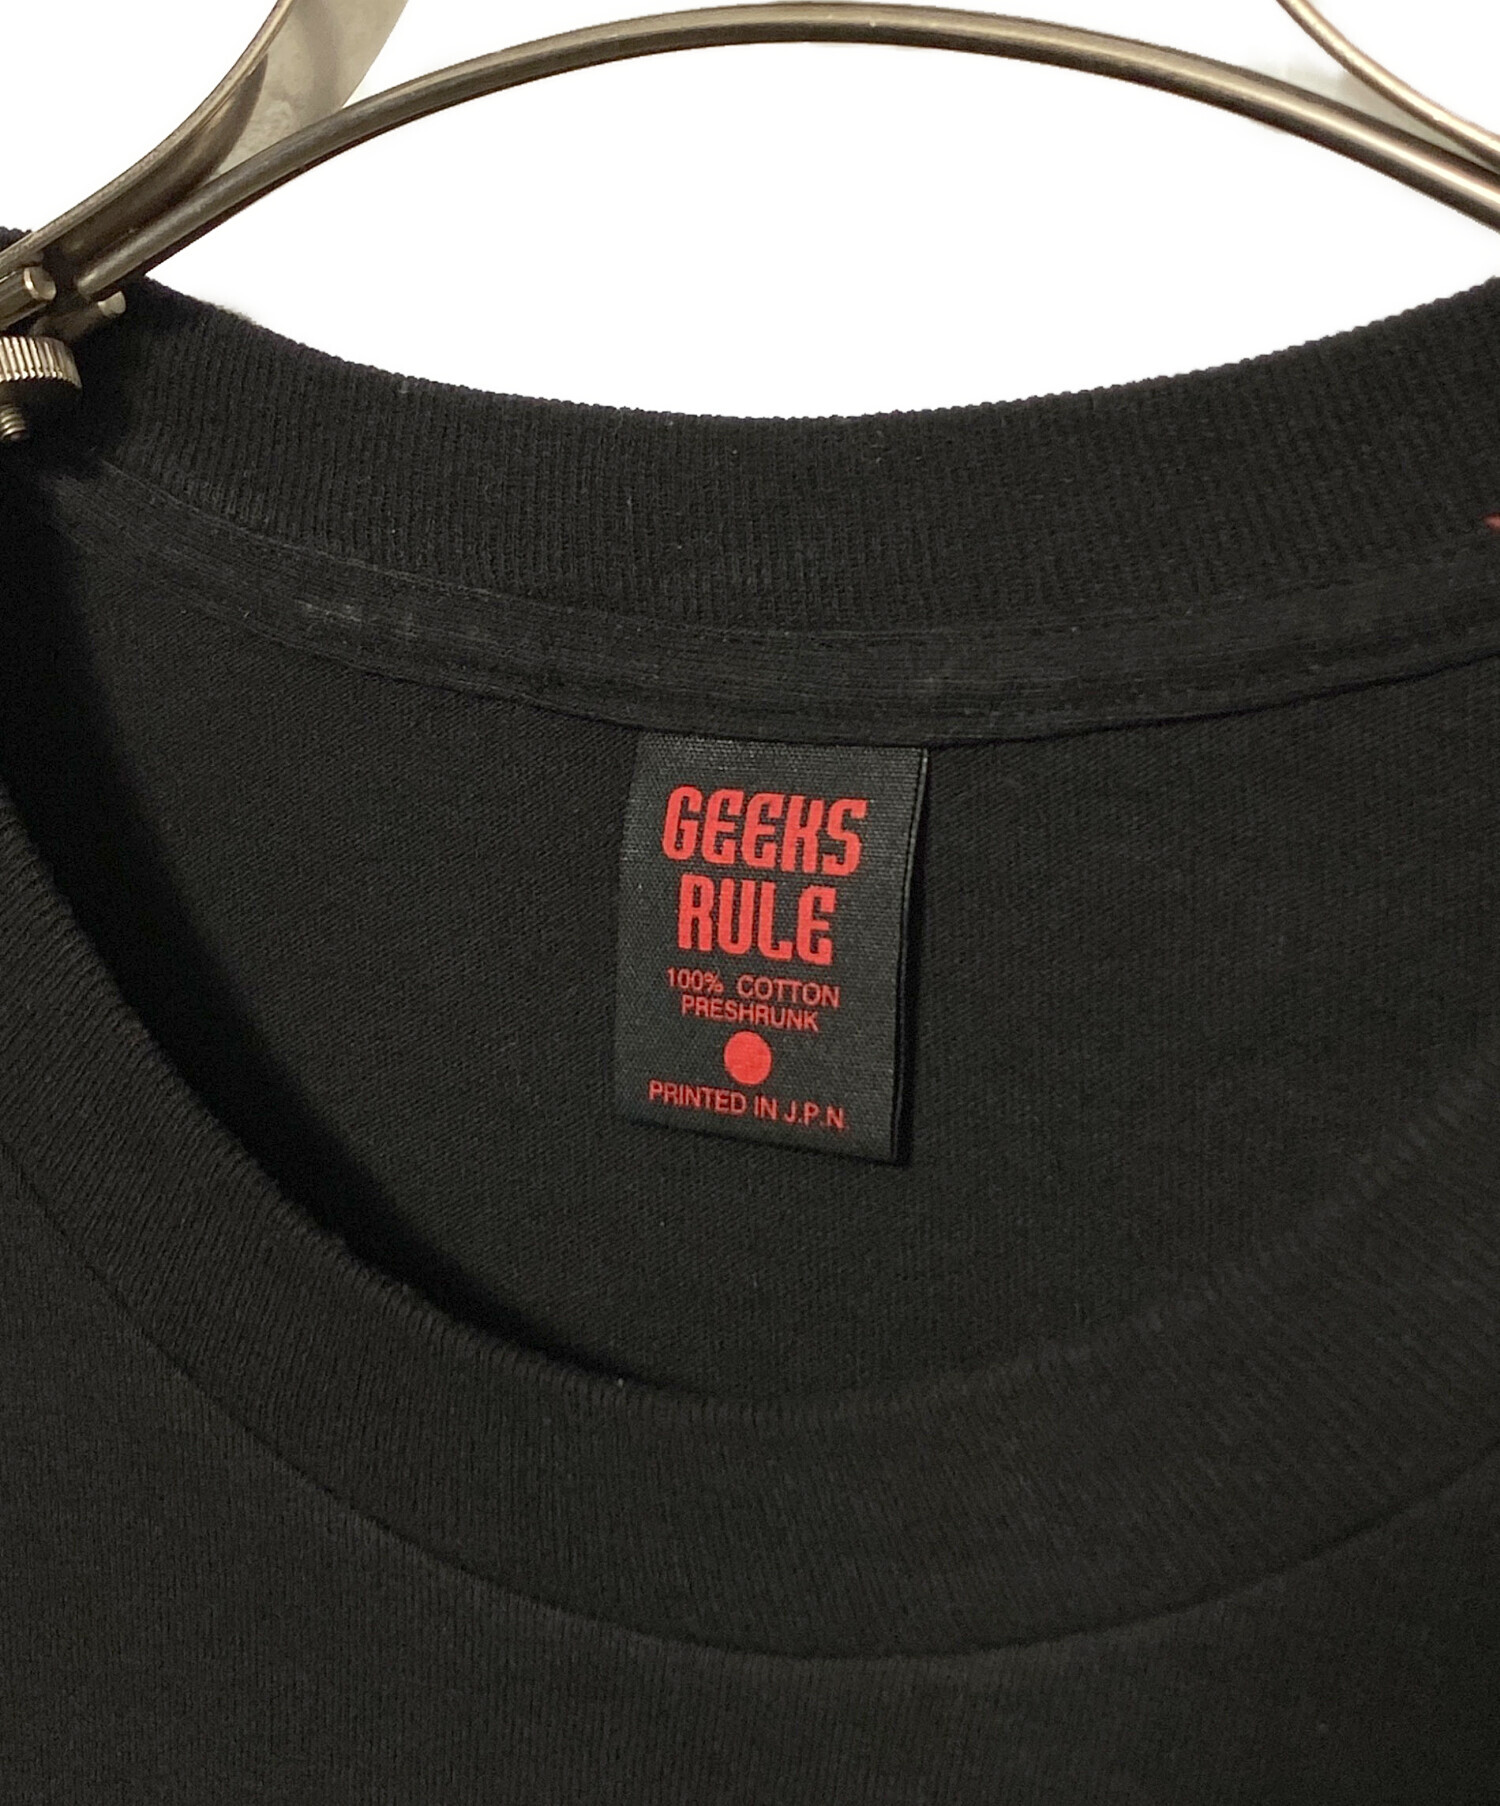 GEEKS
RULE
100% COTTON
PRESHRUNK
PRINTED IN J.P.N